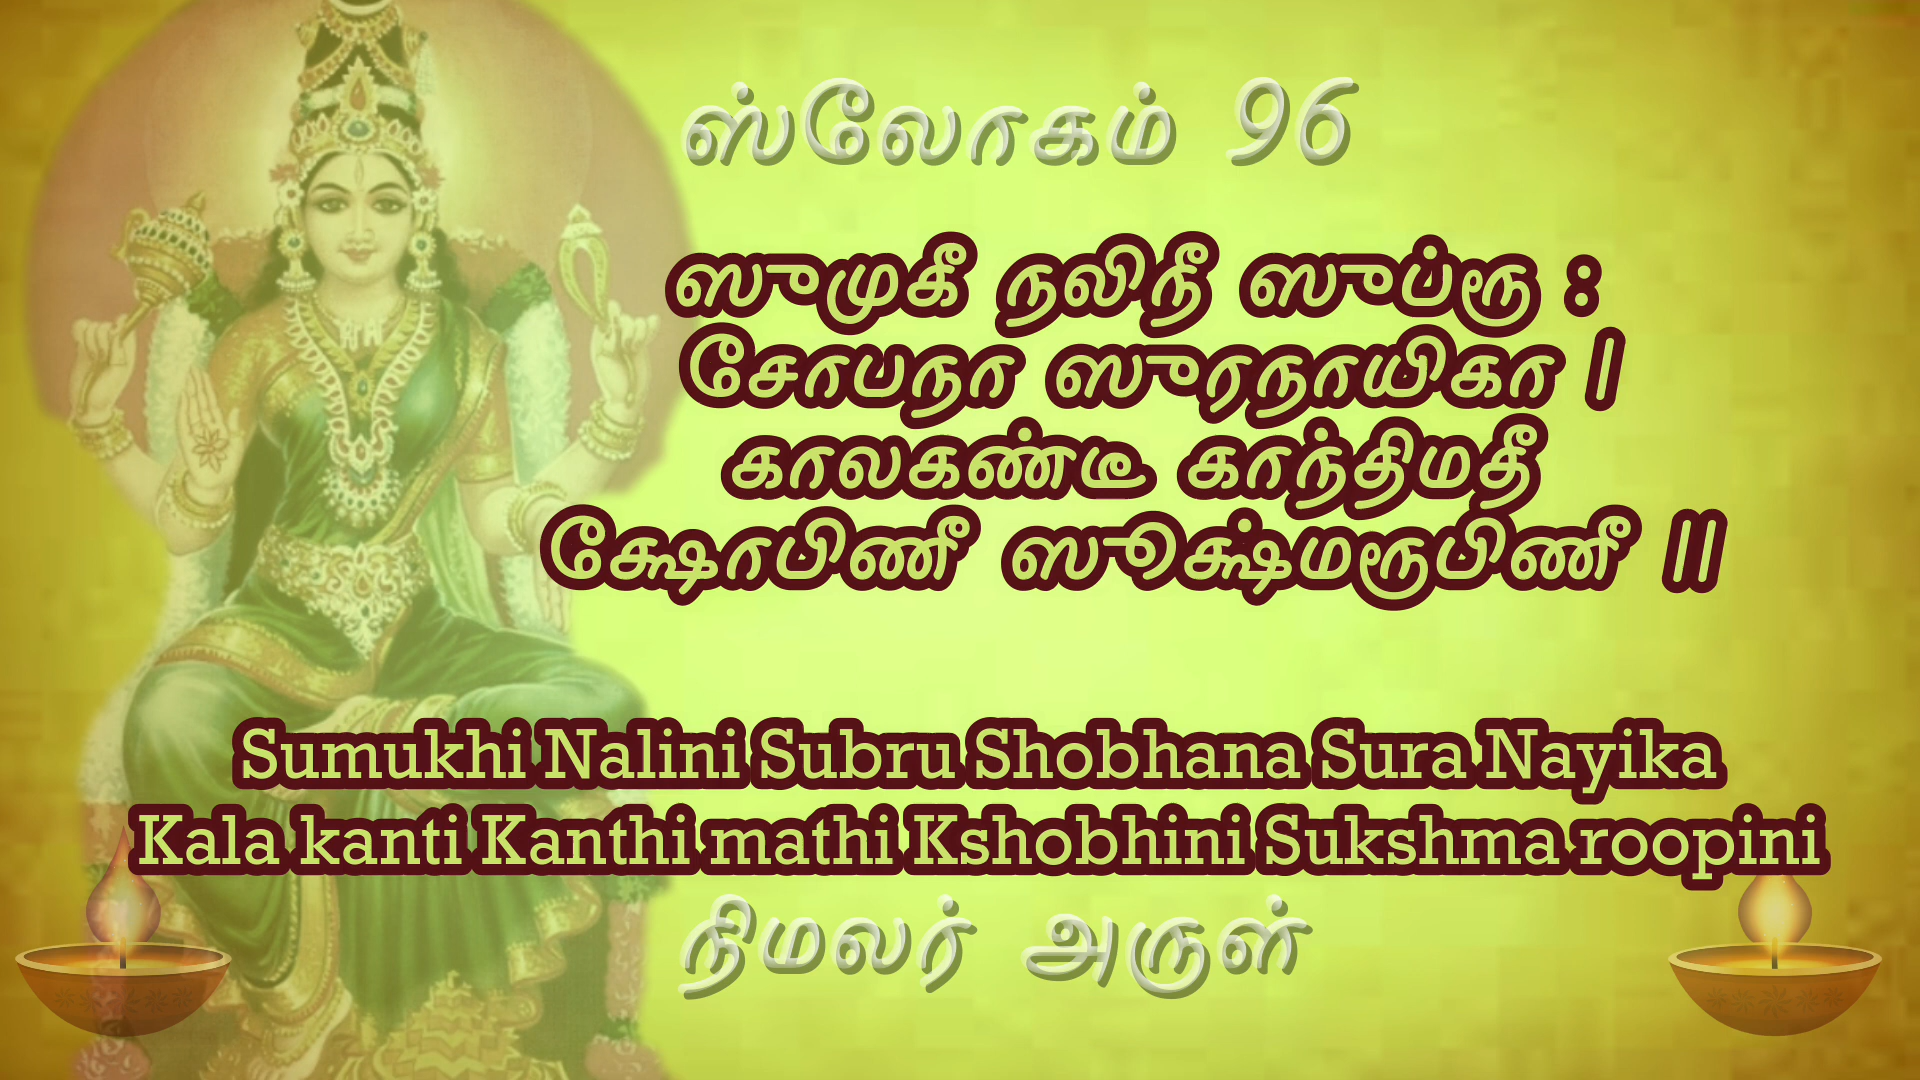 ஸ்லோகம் 96
ஸுமுகீ நலிநீ ஸுப்ரூ :
சோபநா ஸுரநாயிகா |
காலகண்டீ காந்திமதீ
க்ஷோபிணீ ஸூக்ஷ்மரூபிணீ ||
Sumukhi Nalini Subru Shobhana Sura Nayika
Kala kanti Kanthi mathi Kshobhini Sukshma roopini
நிமலர் அருள்